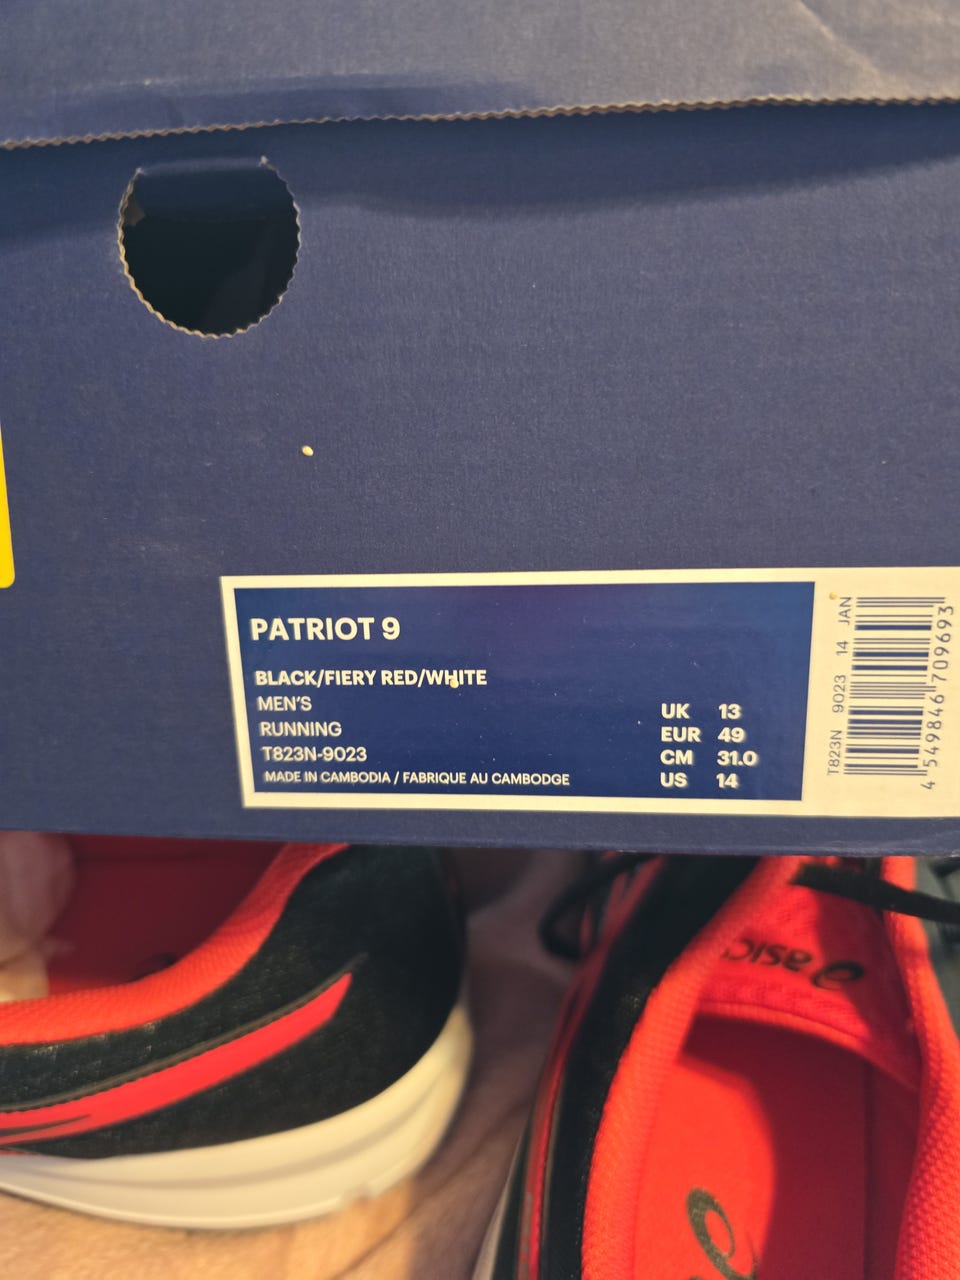 PATRIOT 9
BLACK/FIERY RED/WHITE
MEN'S
RUNNING
T823N-9023
MADE IN CAMBODIA / FABRIQUE AU CAMBODGE
UK 13
EUR 49
CM 31.0
US 14
T823N 9023 14 JAN
4 549846 709693
asics